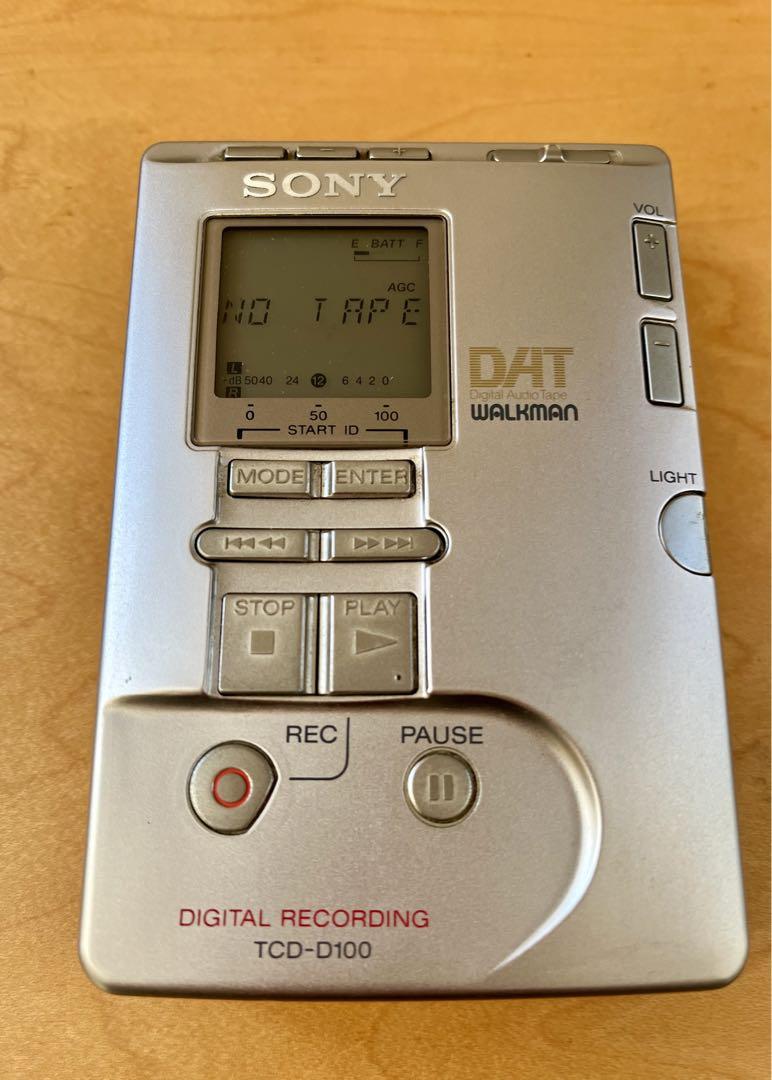 SONY
E BATT F
AGC
NO TAPE
L
-dB 50 40 24 12 6 4 2 0
R
0 50 100
START ID
VOL
+
−
DAT
Digital Audio Tape
WALKMAN
MODE ENTER
LIGHT
STOP PLAY
REC PAUSE
DIGITAL RECORDING
TCD-D100